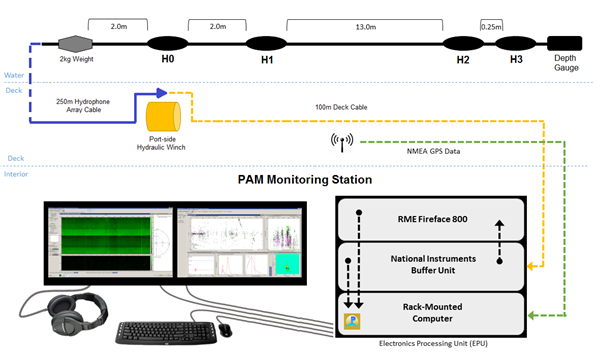 2.0m
2.0m
13.0m
0.25m
2kg Weight
H0
H1
H2
H3
Depth
Gauge
Water
Deck
250m Hydrophone
Array Cable
100m Deck Cable
Port-side
Hydraulic Winch
NMEA GPS Data
Deck
Interior
PAM Monitoring Station
RME Fireface 800
National Instruments
Buffer Unit
Rack-Mounted
Computer
Electronics Processing Unit (EPU)